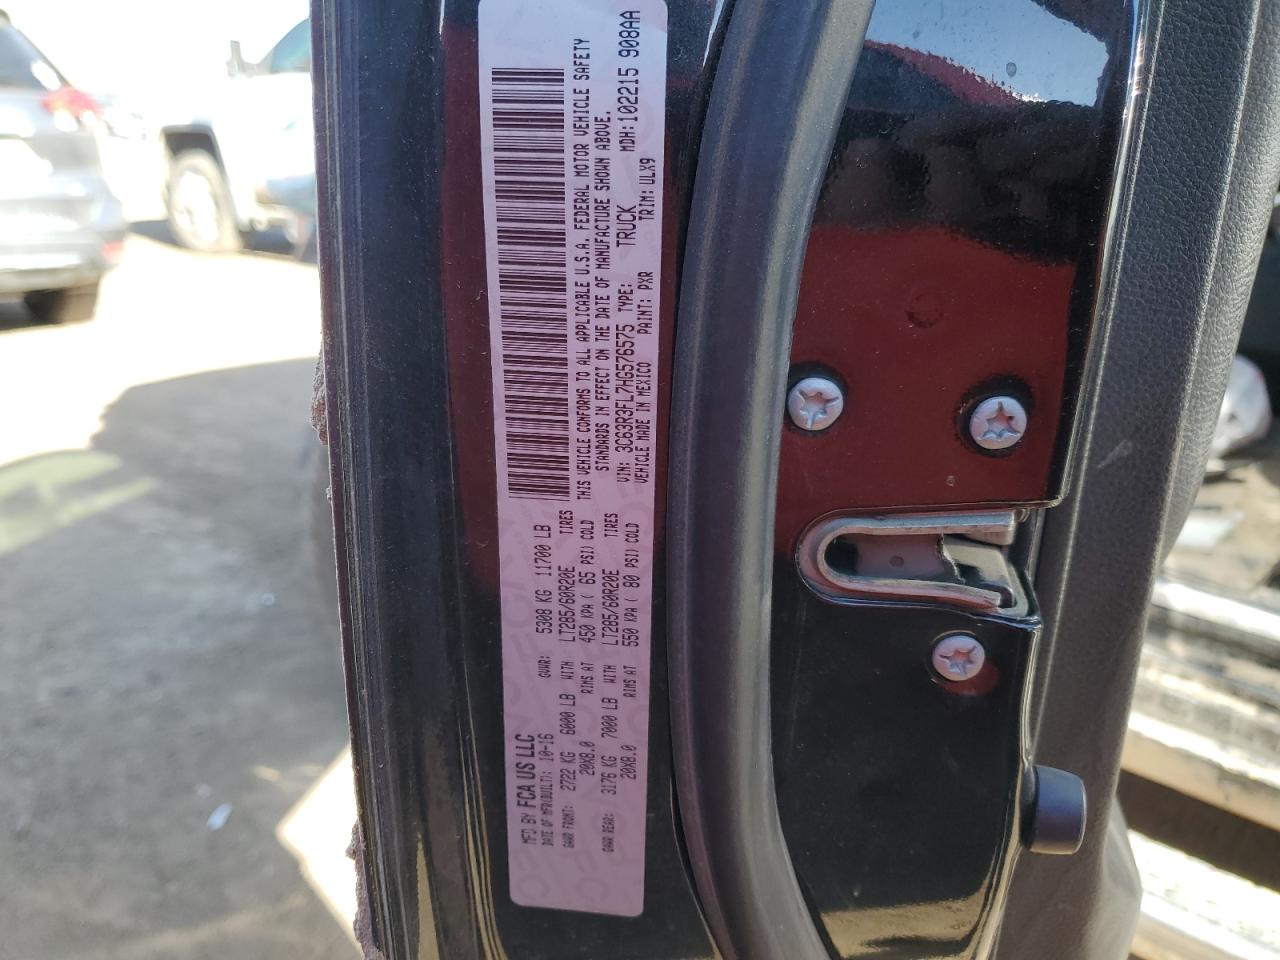 MFD BY FCA US LLC
DATE OF MFR(BUILT): 10-16 GVWR: 5308 KG 11700 LB
GAWR FRONT: 2722 KG 6000 LB WITH LT285/60R20E TIRES
20X8.0 RIMS AT 450 KPA( 65 PSI) COLD
GAWR REAR: 3176 KG 7000 LB WITH LT285/60R20E TIRES
20X8.0 RIMS AT 550 KPA( 80 PSI) COLD
THIS VEHICLE CONFORMS TO ALL APPLICABLE U.S.A. FEDERAL MOTOR VEHICLE SAFETY
STANDARDS IN EFFECT ON THE DATE OF MANUFACTURE SHOWN ABOVE.
VIN: 3C63R3FL7HG576575 TYPE: TRUCK MDH:102215 908AA
VEHICLE MADE IN MEXICO PAINT: PXR TRIM: ULX9